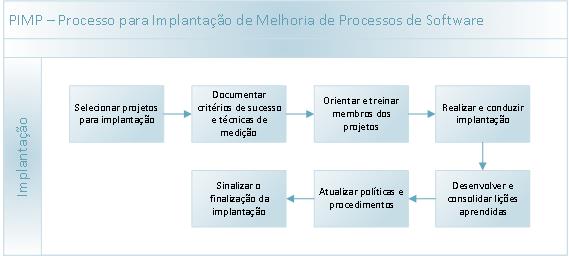 PIMP – Processo para Implantação de Melhoria de Processos de Software
Implantação
Selecionar projetos
para implantação
Documentar
critérios de sucesso
e técnicas de
medição
Orientar e treinar
membros dos
projetos
Realizar e conduzir
implantação
Desenvolver e
consolidar lições
aprendidas
Atualizar políticas e
procedimentos
Sinalizar o
finalização da
implantação